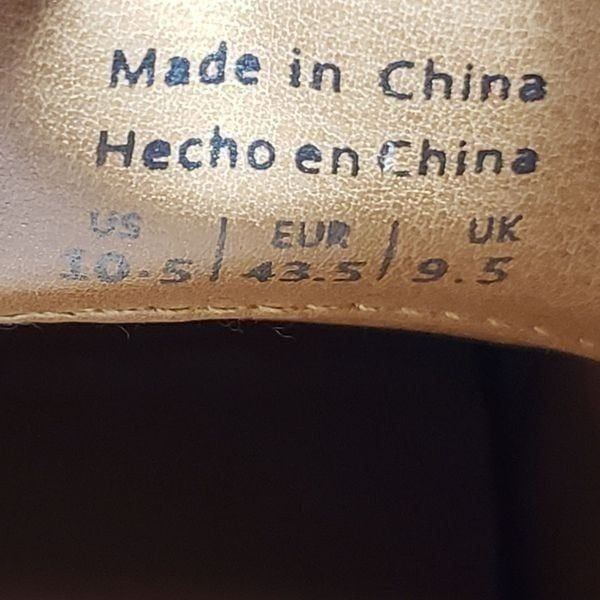 Made in China
Hecho en China
US | EUR | UK
10.5 / 43.5 / 9.5